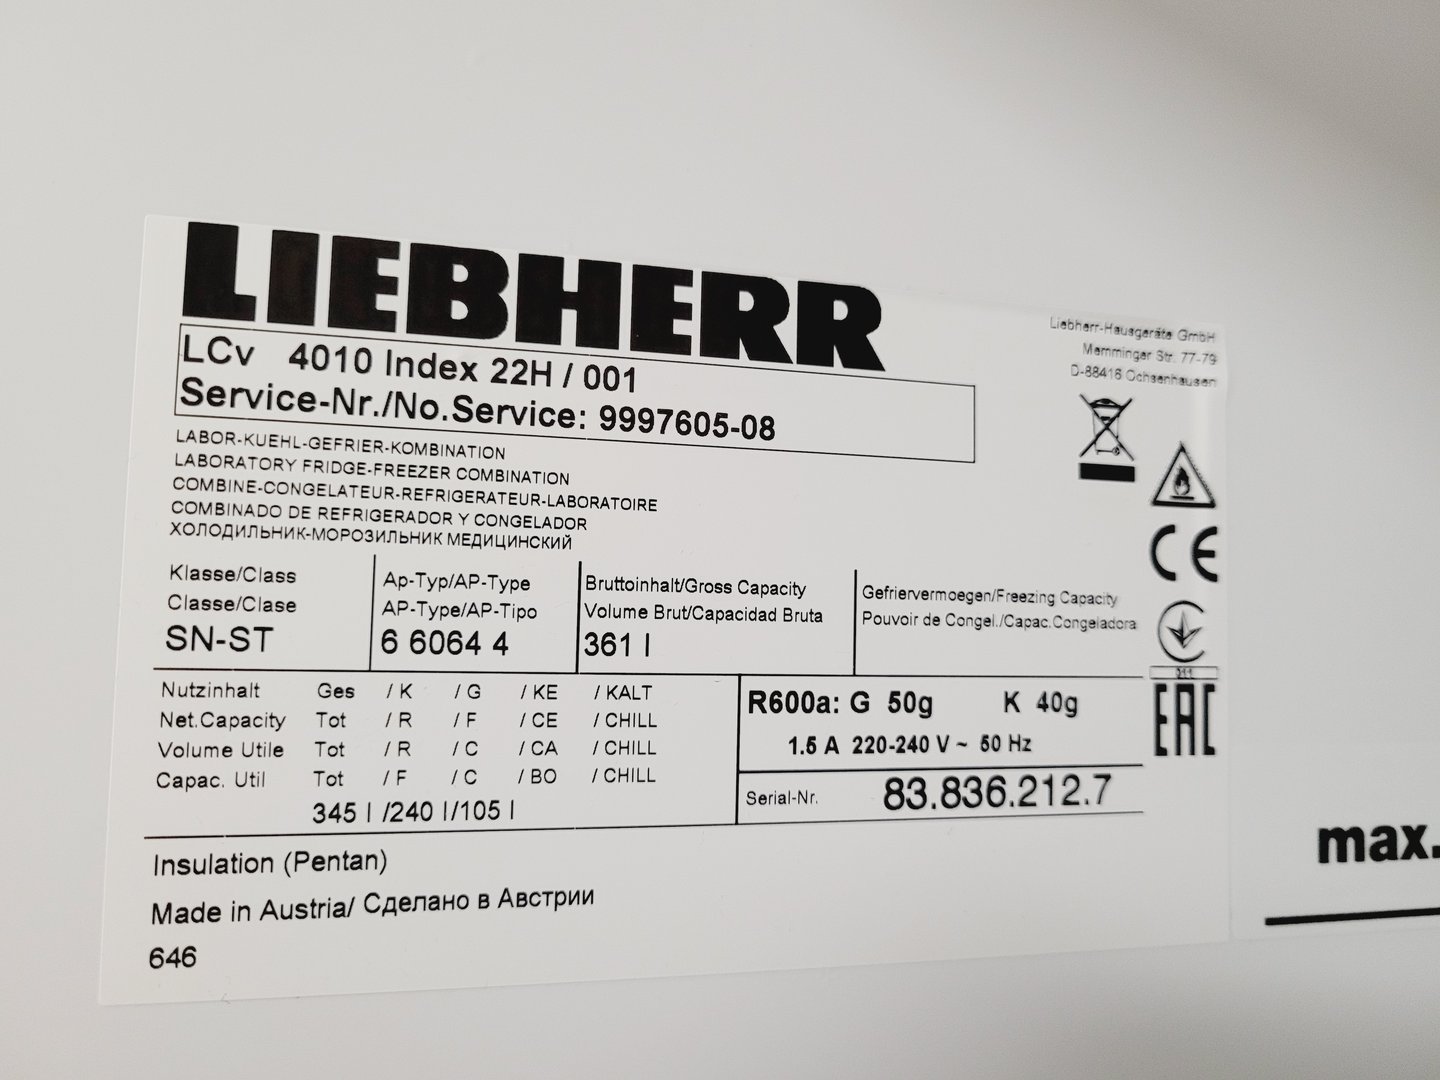 LIEBHERR
Liebherr-Hausgeräte GmbH
Memminger Str. 77-79
D-88416 Ochsenhausen
LCv 4010 Index 22H / 001
Service-Nr./No.Service: 9997605-08
LABOR-KUEHL-GEFRIER-KOMBINATION
LABORATORY FRIDGE-FREEZER COMBINATION
COMBINE-CONGELATEUR-REFRIGERATEUR-LABORATOIRE
COMBINADO DE REFRIGERADOR Y CONGELADOR
ХОЛОДИЛЬНИК-МОРОЗИЛЬНИК МЕДИЦИНСКИЙ
CE
Klasse/Class
Classe/Clase
SN-ST
Ap-Typ/AP-Type
AP-Type/AP-Tipo
6 6064 4
Bruttoinhalt/Gross Capacity
Volume Brut/Capacidad Bruta
361 l
Gefriervermoegen/Freezing Capacity
Pouvoir de Congel./Capac.Congeladora
011
EAC
Nutzinhalt Ges / K / G / KE / KALT
Net.Capacity Tot / R / F / CE / CHILL
Volume Utile Tot / R / C / CA / CHILL
Capac. Util Tot / F / C / BO / CHILL
345 l /240 l/105 l
R600a: G 50g K 40g
1.5 A 220-240 V ~ 50 Hz
Serial-Nr. 83.836.212.7
Insulation (Pentan)
Made in Austria/ Сделано в Австрии
646
max.